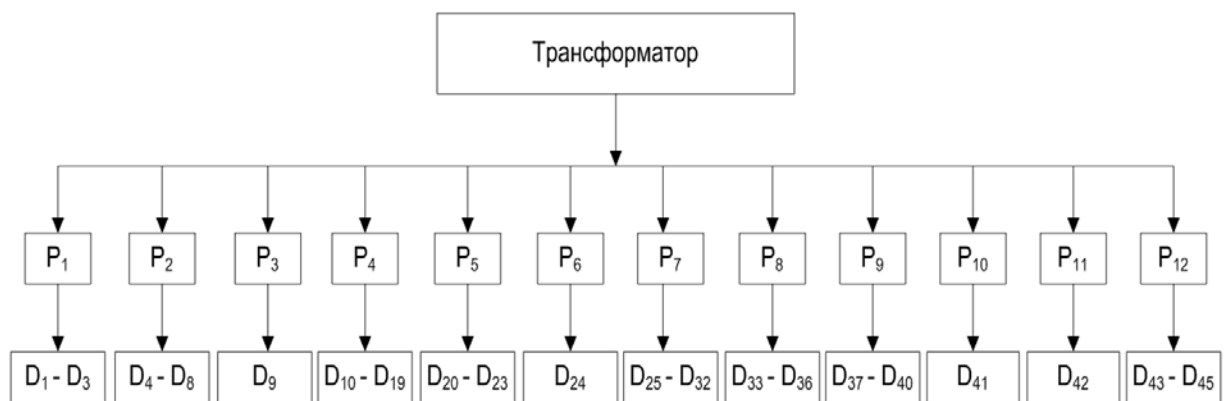 Трансформатор
P₁ P₂ P₃ P₄ P₅ P₆ P₇ P₈ P₉ P₁₀ P₁₁ P₁₂
D₁ - D₃ D₄ - D₈ D₉ D₁₀ - D₁₉ D₂₀ - D₂₃ D₂₄ D₂₅ - D₃₂ D₃₃ - D₃₆ D₃₇ - D₄₀ D₄₁ D₄₂ D₄₃ - D₄₅